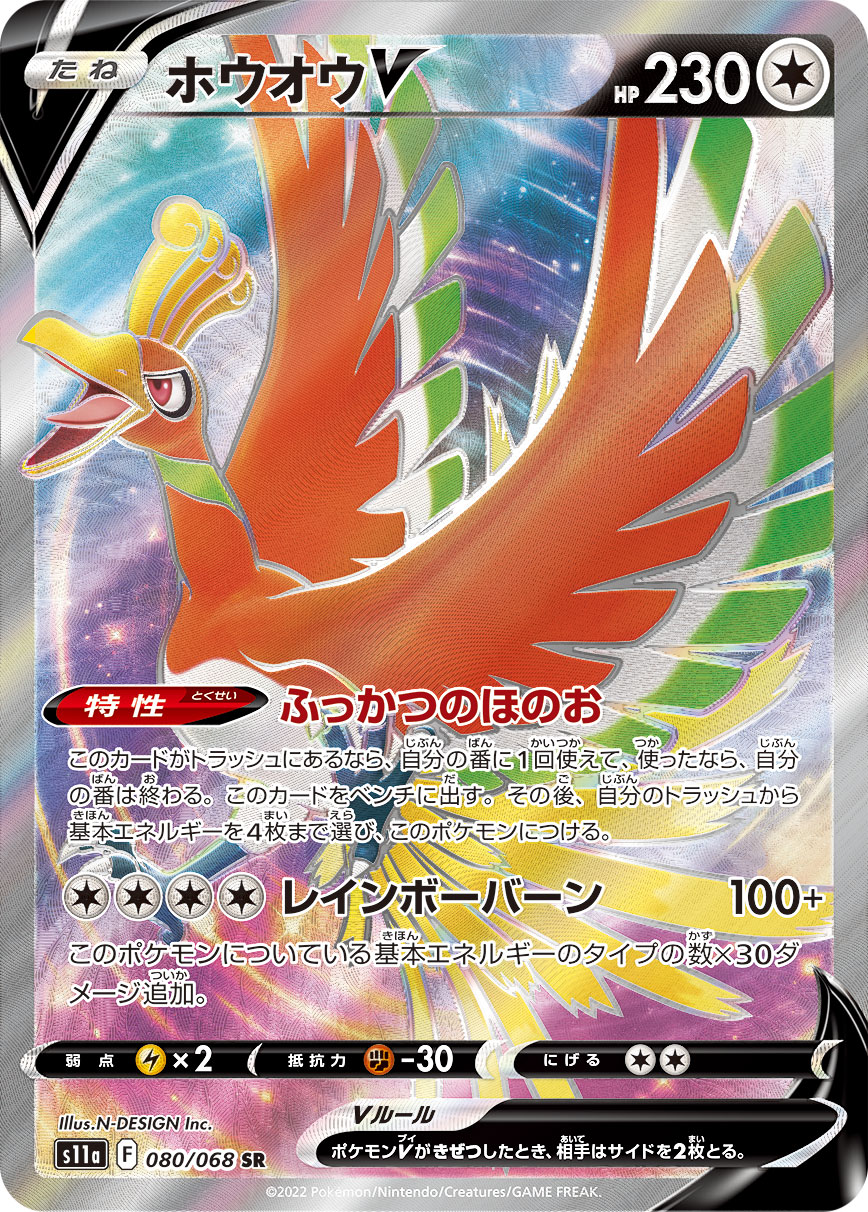 たね ホウオウV HP 230
特性 とくせい ふっかつのほのお
このカードがトラッシュにあるなら、自分の番に1回使えて、使ったなら、自分
の番は終わる。このカードをベンチに出す。その後、自分のトラッシュから
基本エネルギーを4枚まで選び、このポケモンにつける。
レインボーバーン 100+
このポケモンについている基本エネルギーのタイプの数×30ダ
メージ追加。
弱点 ×2 抵抗力 -30 にげる
Illus.N-DESIGN Inc.
Vルール
ポケモンVがきぜつしたとき、相手はサイドを2枚とる。
s11a F 080/068 SR
©2022 Pokémon/Nintendo/Creatures/GAME FREAK.